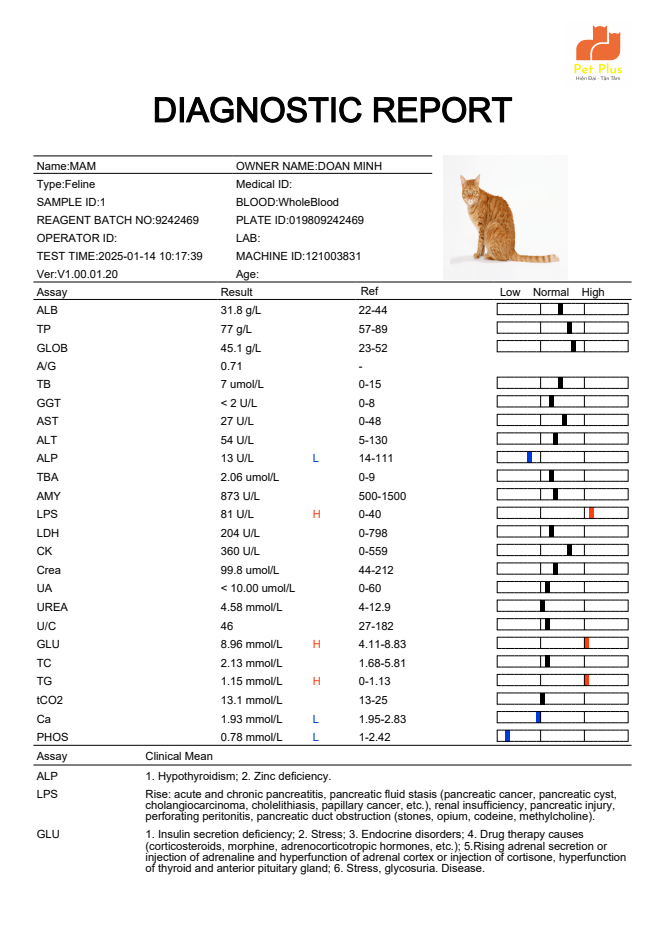 Pet Plus
Hiện Đại - Tận Tâm
DIAGNOSTIC REPORT
Name:MAM OWNER NAME:DOAN MINH
Type:Feline Medical ID:
SAMPLE ID:1 BLOOD:WholeBlood
REAGENT BATCH NO:9242469 PLATE ID:019809242469
OPERATOR ID: LAB:
TEST TIME:2025-01-14 10:17:39 MACHINE ID:121003831
Ver:V1.00.01.20 Age:
Assay Result Ref Low Normal High
ALB 31.8 g/L 22-44
TP 77 g/L 57-89
GLOB 45.1 g/L 23-52
A/G 0.71 -
TB 7 umol/L 0-15
GGT < 2 U/L 0-8
AST 27 U/L 0-48
ALT 54 U/L 5-130
ALP 13 U/L L 14-111
TBA 2.06 umol/L 0-9
AMY 873 U/L 500-1500
LPS 81 U/L H 0-40
LDH 204 U/L 0-798
CK 360 U/L 0-559
Crea 99.8 umol/L 44-212
UA < 10.00 umol/L 0-60
UREA 4.58 mmol/L 4-12.9
U/C 46 27-182
GLU 8.96 mmol/L H 4.11-8.83
TC 2.13 mmol/L 1.68-5.81
TG 1.15 mmol/L H 0-1.13
tCO2 13.1 mmol/L 13-25
Ca 1.93 mmol/L L 1.95-2.83
PHOS 0.78 mmol/L L 1-2.42
Assay Clinical Mean
ALP 1. Hypothyroidism; 2. Zinc deficiency.
LPS Rise: acute and chronic pancreatitis, pancreatic fluid stasis (pancreatic cancer, pancreatic cyst,
cholangiocarcinoma, cholelithiasis, papillary cancer, etc.), renal insufficiency, pancreatic injury,
perforating peritonitis, pancreatic duct obstruction (stones, opium, codeine, methylcholine).
GLU 1. Insulin secretion deficiency; 2. Stress; 3. Endocrine disorders; 4. Drug therapy causes
(corticosteroids, morphine, adrenocorticotropic hormones, etc.); 5.Rising adrenal secretion or
injection of adrenaline and hyperfunction of adrenal cortex or injection of cortisone, hyperfunction
of thyroid and anterior pituitary gland; 6. Stress, glycosuria. Disease.